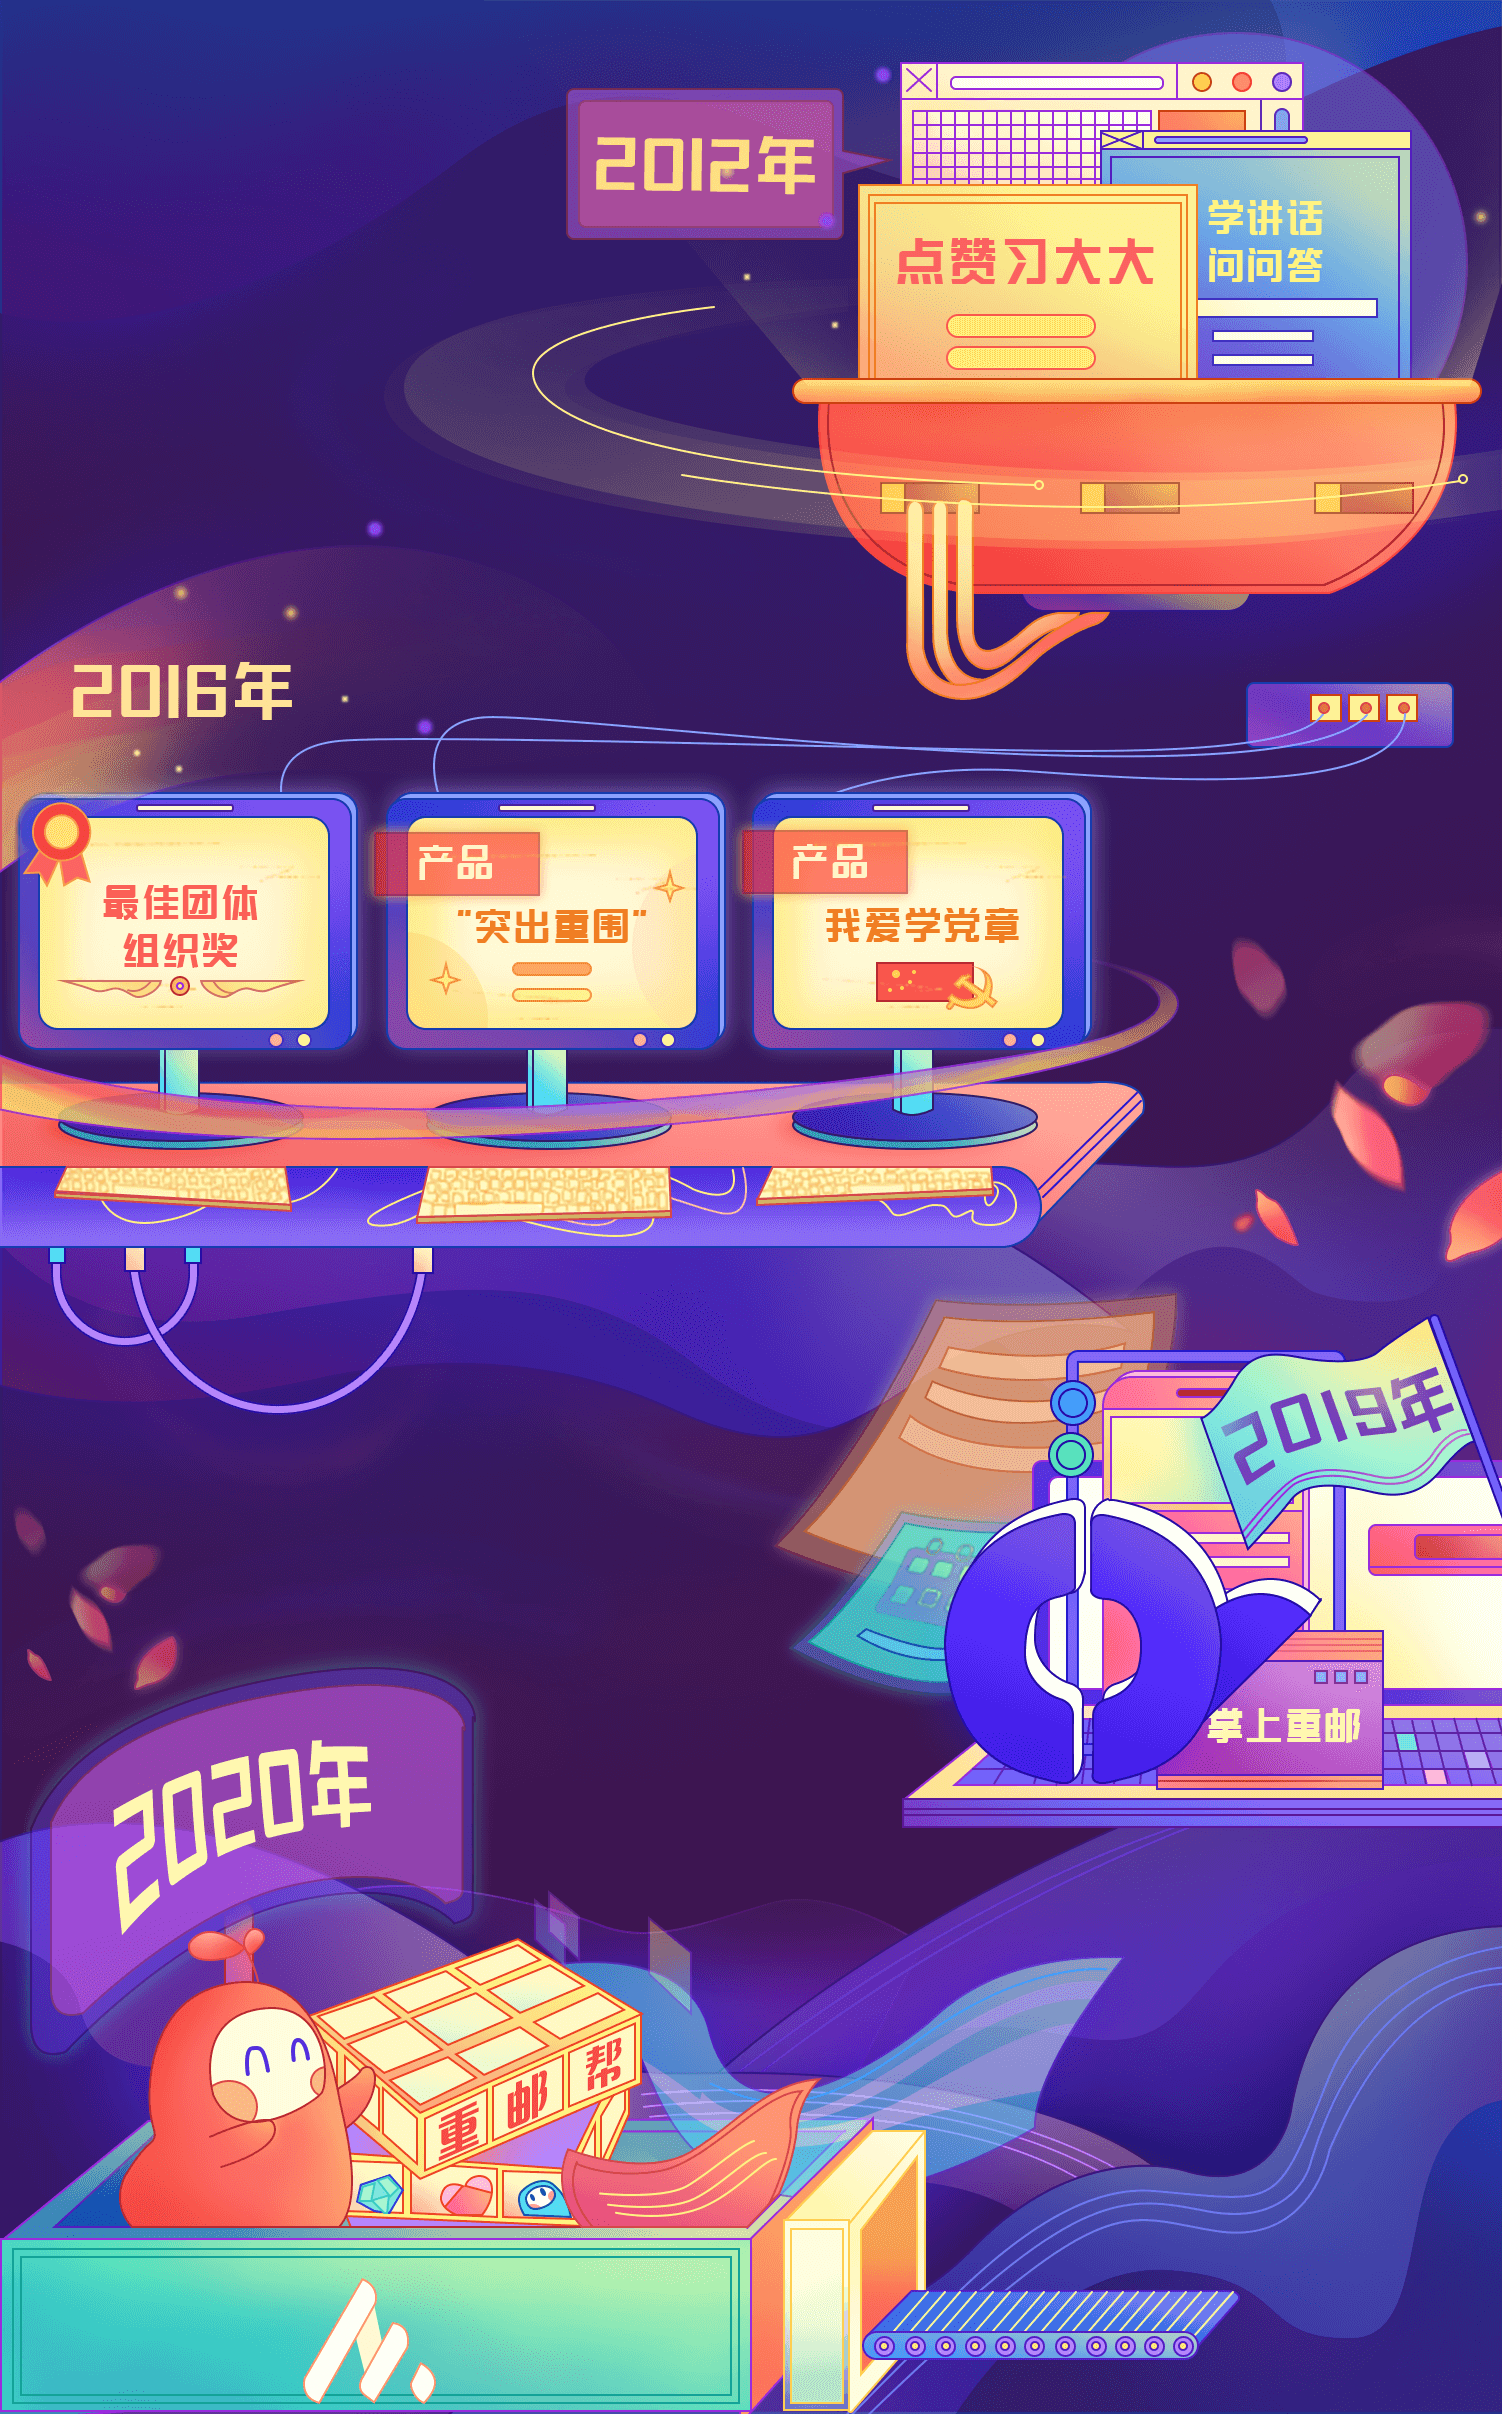 2012年
点赞习大大
学讲话
问问答
2016年
最佳团体
组织奖
产品
"突出重围"
产品
我爱学党章
2019年
掌上重邮
2020年
重邮帮